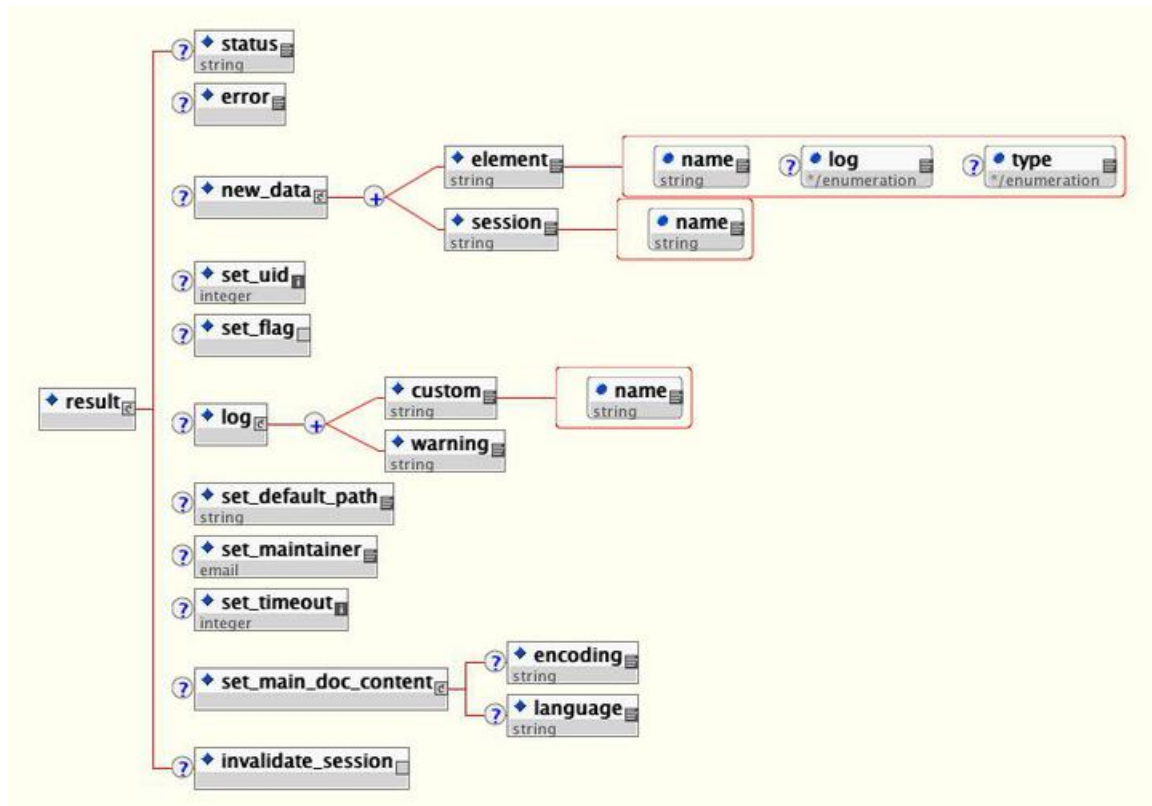 ? status
string
? error
element
string
name
string
? log
*/enumeration
? type
*/enumeration
? new_data
+
session
string
name
string
? set_uid
integer
? set_flag
result
? log
+
custom
string
name
string
warning
string
? set_default_path
string
? set_maintainer
email
? set_timeout
integer
? set_main_doc_content
? encoding
string
? language
string
? invalidate_session